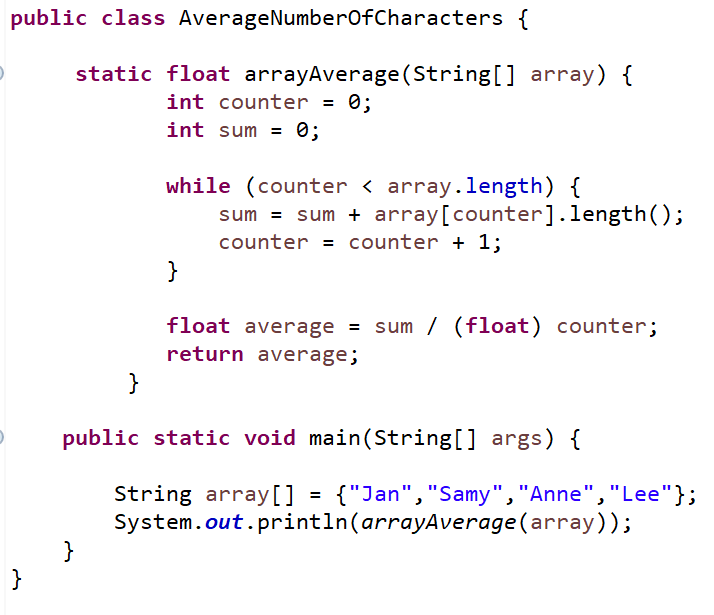 public class AverageNumberOfCharacters {
static float arrayAverage(String[] array) {
int counter = 0;
int sum = 0;
while (counter < array.length) {
sum = sum + array[counter].length();
counter = counter + 1;
}
float average = sum / (float) counter;
return average;
}
public static void main(String[] args) {
String array[] = {"Jan","Samy","Anne","Lee"};
System.out.println(arrayAverage(array));
}
}